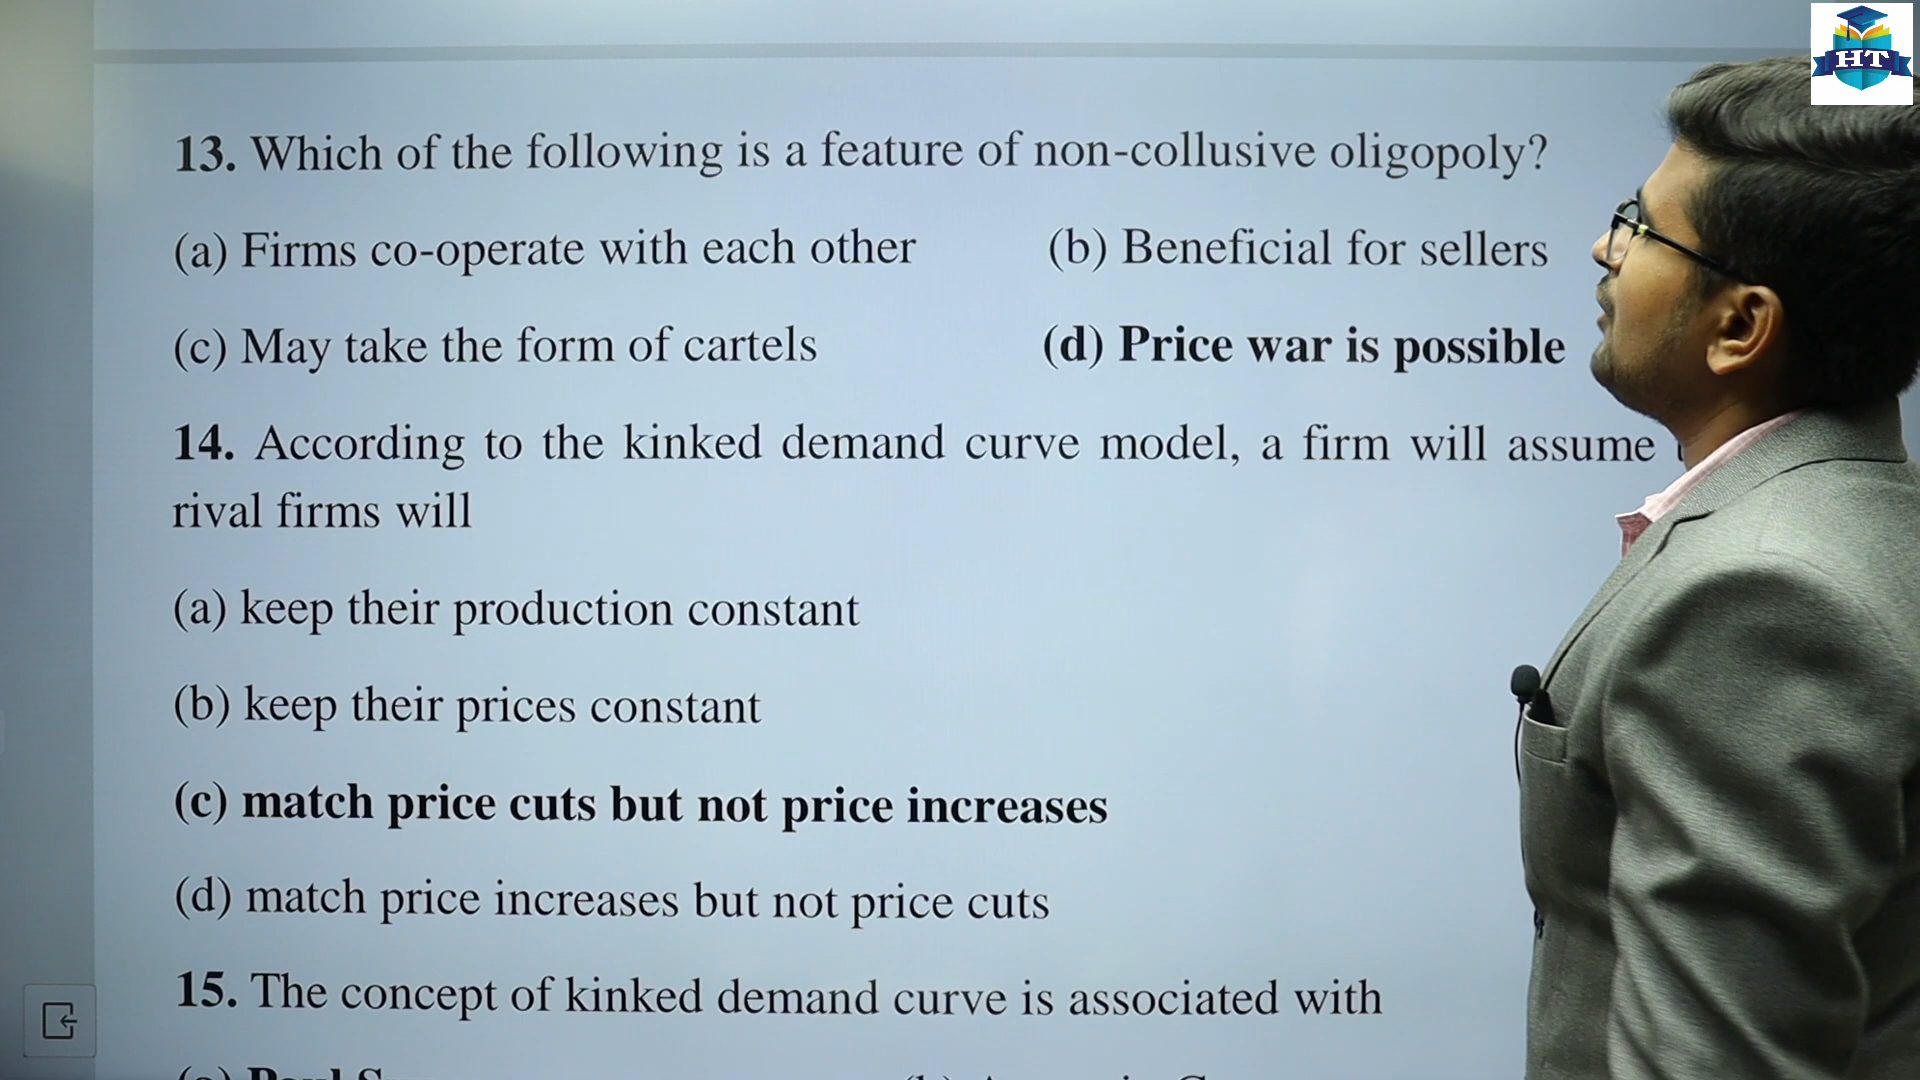 HT
13. Which of the following is a feature of non-collusive oligopoly?
(a) Firms co-operate with each other (b) Beneficial for sellers
(c) May take the form of cartels (d) Price war is possible
14. According to the kinked demand curve model, a firm will assume
rival firms will
(a) keep their production constant
(b) keep their prices constant
(c) match price cuts but not price increases
(d) match price increases but not price cuts
15. The concept of kinked demand curve is associated with
(a) Paul